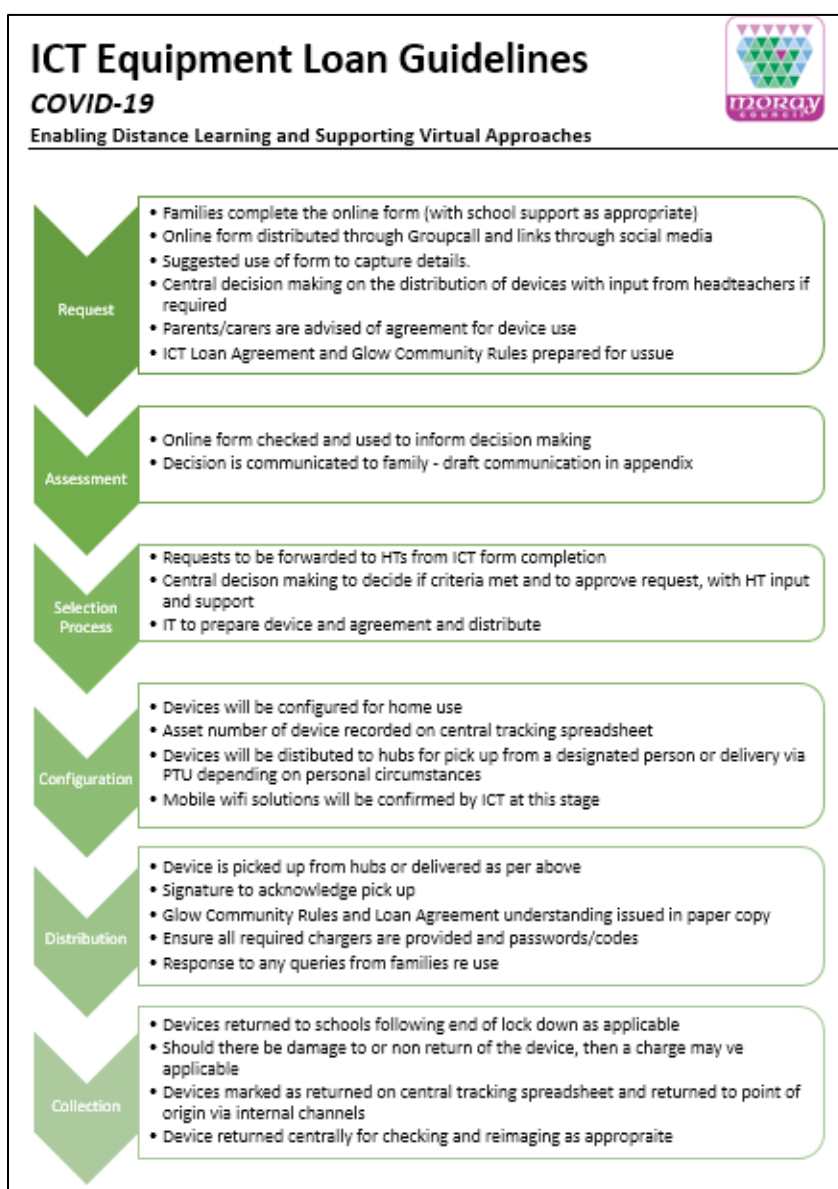 ICT Equipment Loan Guidelines
COVID-19
Enabling Distance Learning and Supporting Virtual Approaches
moray
COUNCIL
Request
• Families complete the online form (with school support as appropriate)
• Online form distributed through Groupcall and links through social media
• Suggested use of form to capture details.
• Central decision making on the distribution of devices with input from headteachers if
required
• Parents/carers are advised of agreement for device use
• ICT Loan Agreement and Glow Community Rules prepared for ussue
Assessment
• Online form checked and used to inform decision making
• Decision is communicated to family - draft communication in appendix
Selection
Process
• Requests to be forwarded to HTs from ICT form completion
• Central decison making to decide if criteria met and to approve request, with HT input
and support
• IT to prepare device and agreement and distribute
Configuration
• Devices will be configured for home use
• Asset number of device recorded on central tracking spreadsheet
• Devices will be distibuted to hubs for pick up from a designated person or delivery via
PTU depending on personal circumstances
• Mobile wifi solutions will be confirmed by ICT at this stage
Distribution
• Device is picked up from hubs or delivered as per above
• Signature to acknowledge pick up
• Glow Community Rules and Loan Agreement understanding issued in paper copy
• Ensure all required chargers are provided and passwords/codes
• Response to any queries from families re use
Collection
• Devices returned to schools following end of lock down as applicable
• Should there be damage to or non return of the device, then a charge may ve
applicable
• Devices marked as returned on central tracking spreadsheet and returned to point of
origin via internal channels
• Device returned centrally for checking and reimaging as appropraite